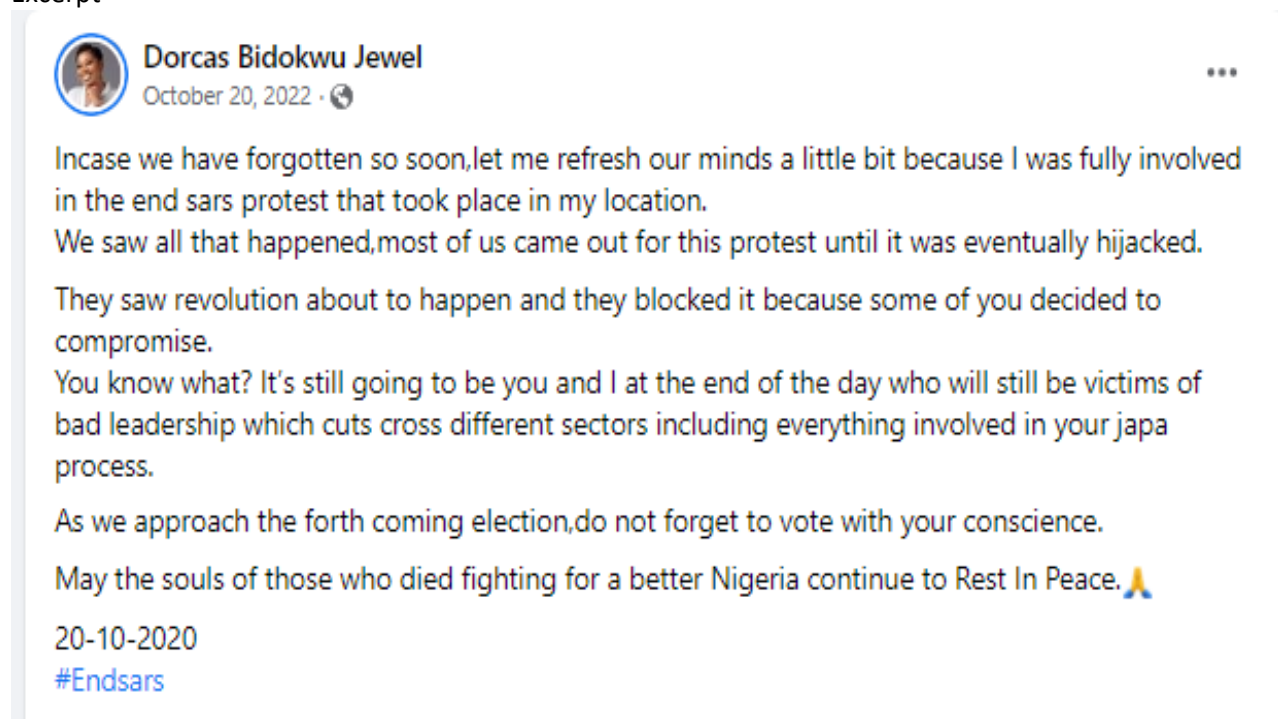 Excerpt
Dorcas Bidokwu Jewel
October 20, 2022 ·
Incase we have forgotten so soon,let me refresh our minds a little bit because I was fully involved
in the end sars protest that took place in my location.
We saw all that happened,most of us came out for this protest until it was eventually hijacked.
They saw revolution about to happen and they blocked it because some of you decided to
compromise.
You know what? It's still going to be you and I at the end of the day who will still be victims of
bad leadership which cuts cross different sectors including everything involved in your japa
process.
As we approach the forth coming election,do not forget to vote with your conscience.
May the souls of those who died fighting for a better Nigeria continue to Rest In Peace.🙏
20-10-2020
#Endsars